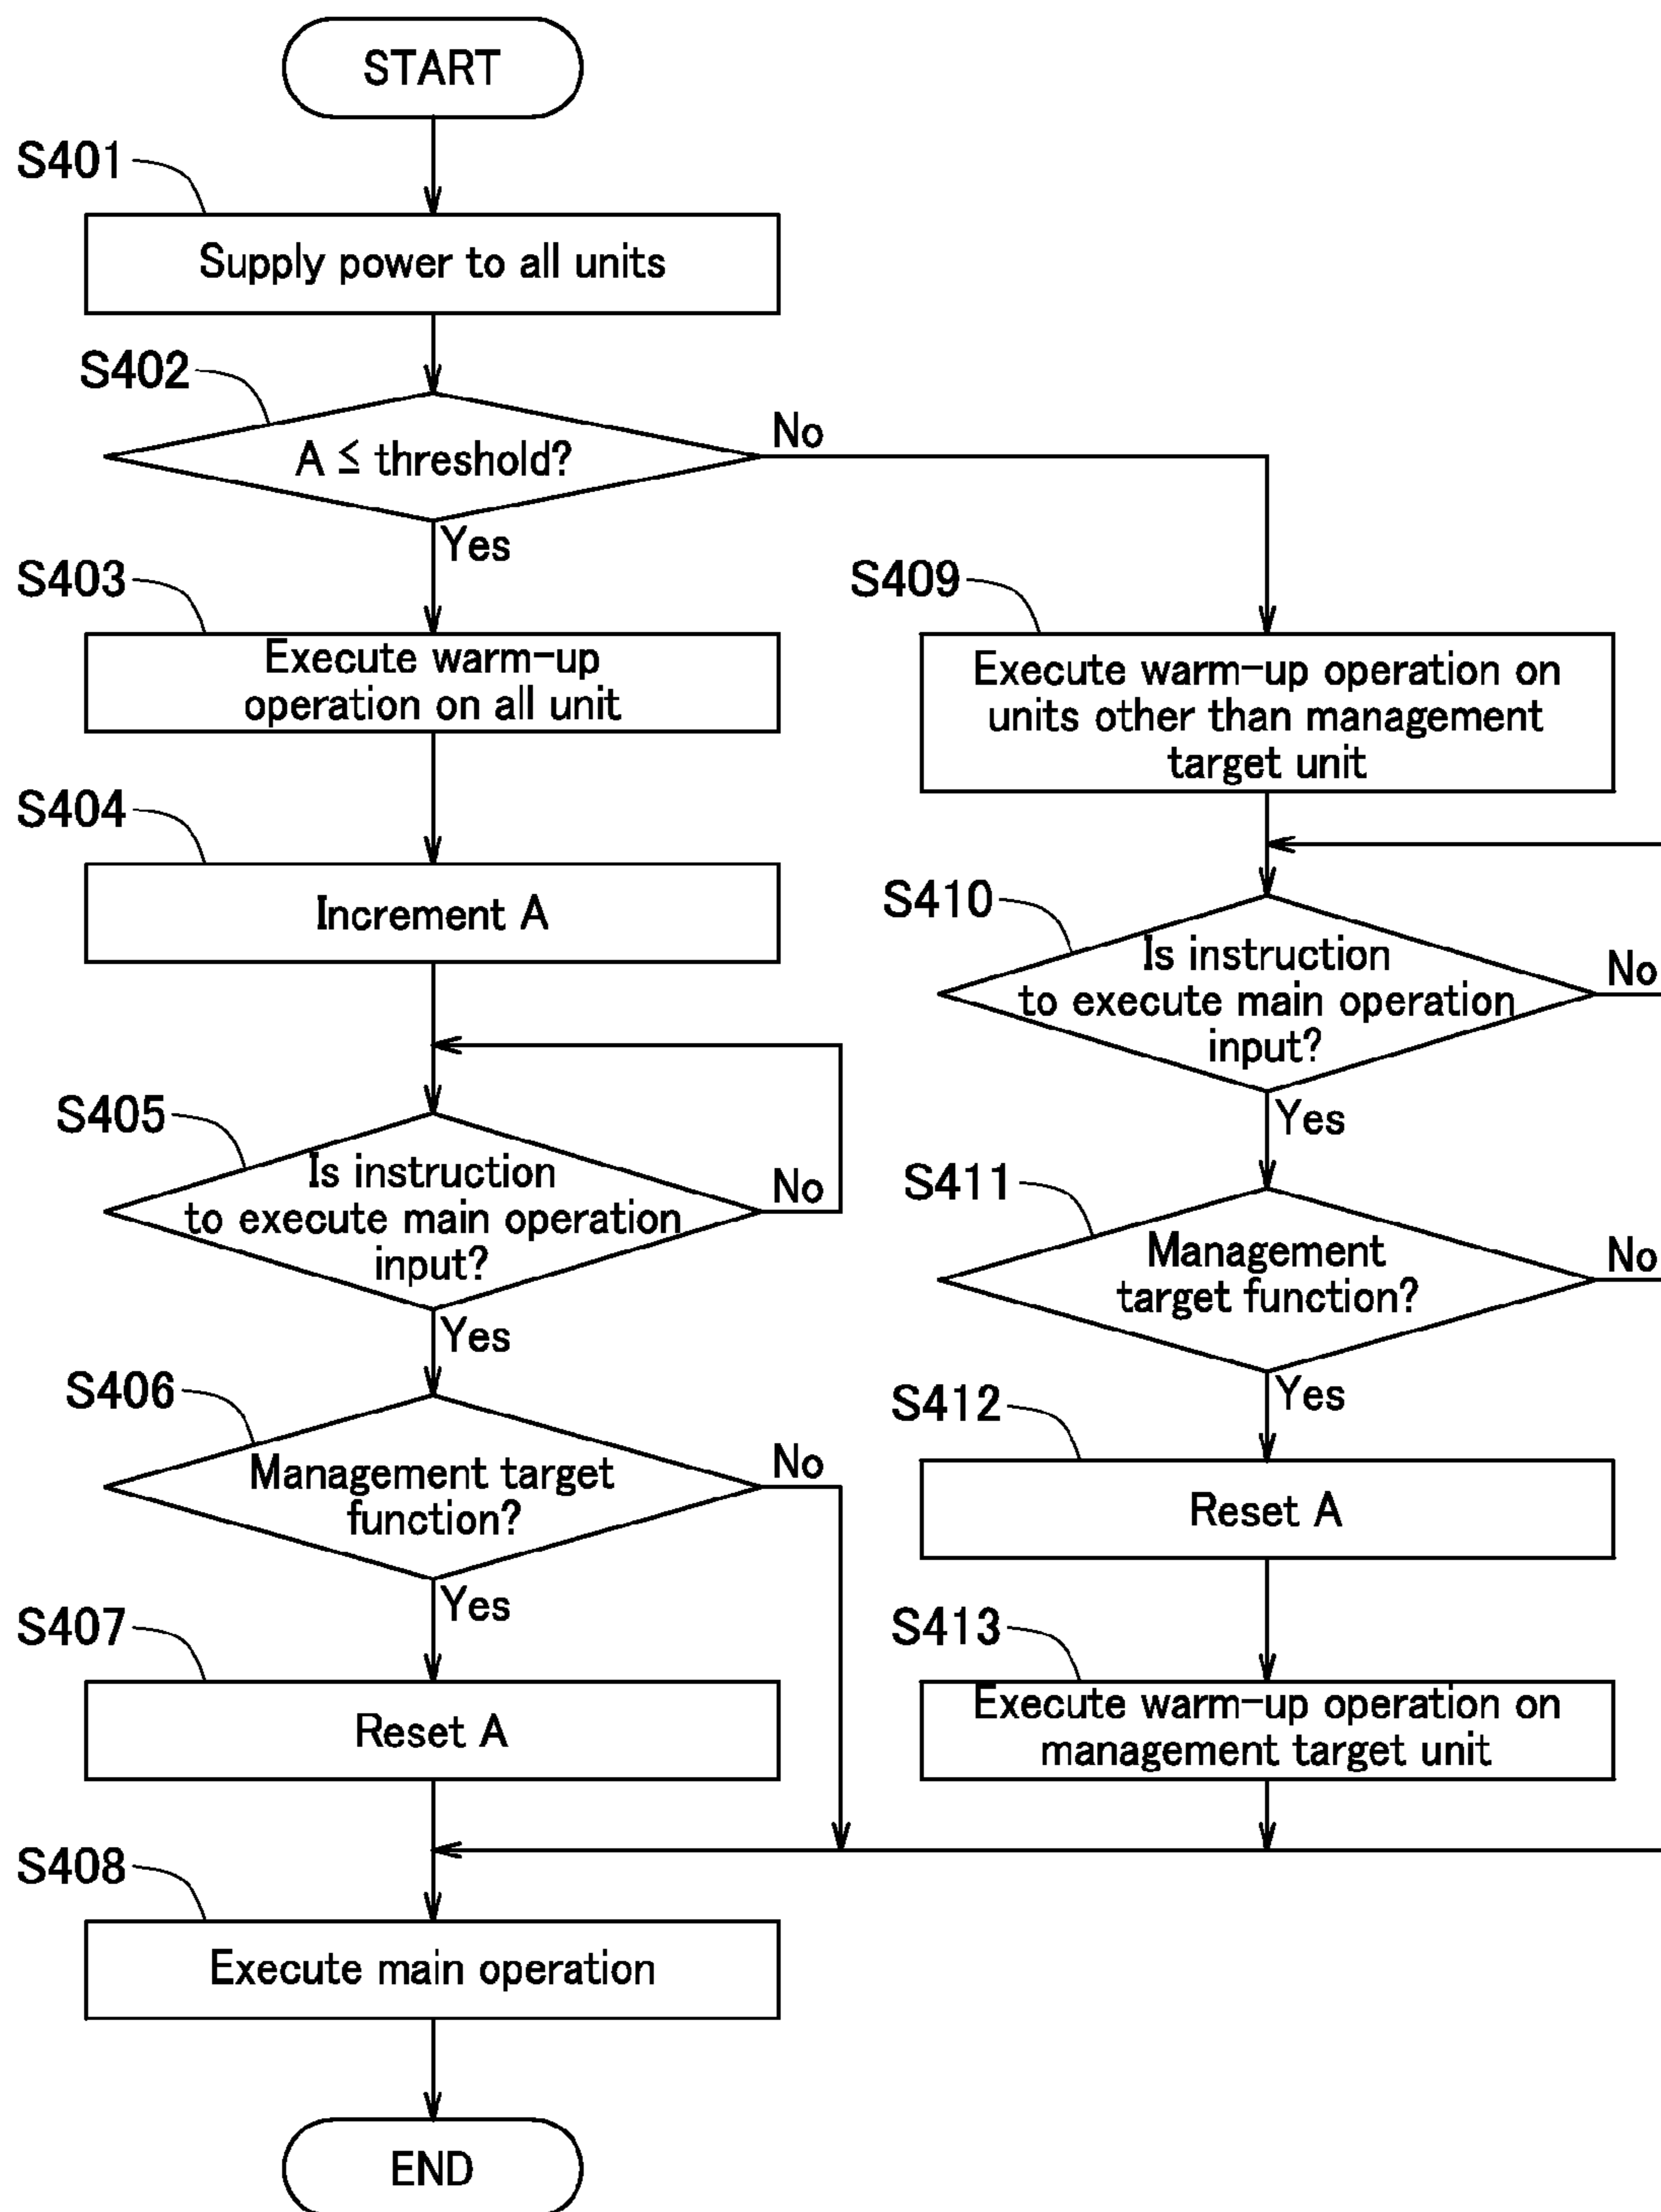 START
S401
Supply power to all units
S402
A ≦ threshold?
No
Yes
S403
Execute warm-up
operation on all unit
S404
Increment A
S405
Is instruction
to execute main operation
input?
No
Yes
S406
Management target
function?
No
Yes
S407
Reset A
S408
Execute main operation
END
S409
Execute warm-up operation on
units other than management
target unit
S410
Is instruction
to execute main operation
input?
No
Yes
S411
Management
target function?
No
Yes
S412
Reset A
S413
Execute warm-up operation on
management target unit